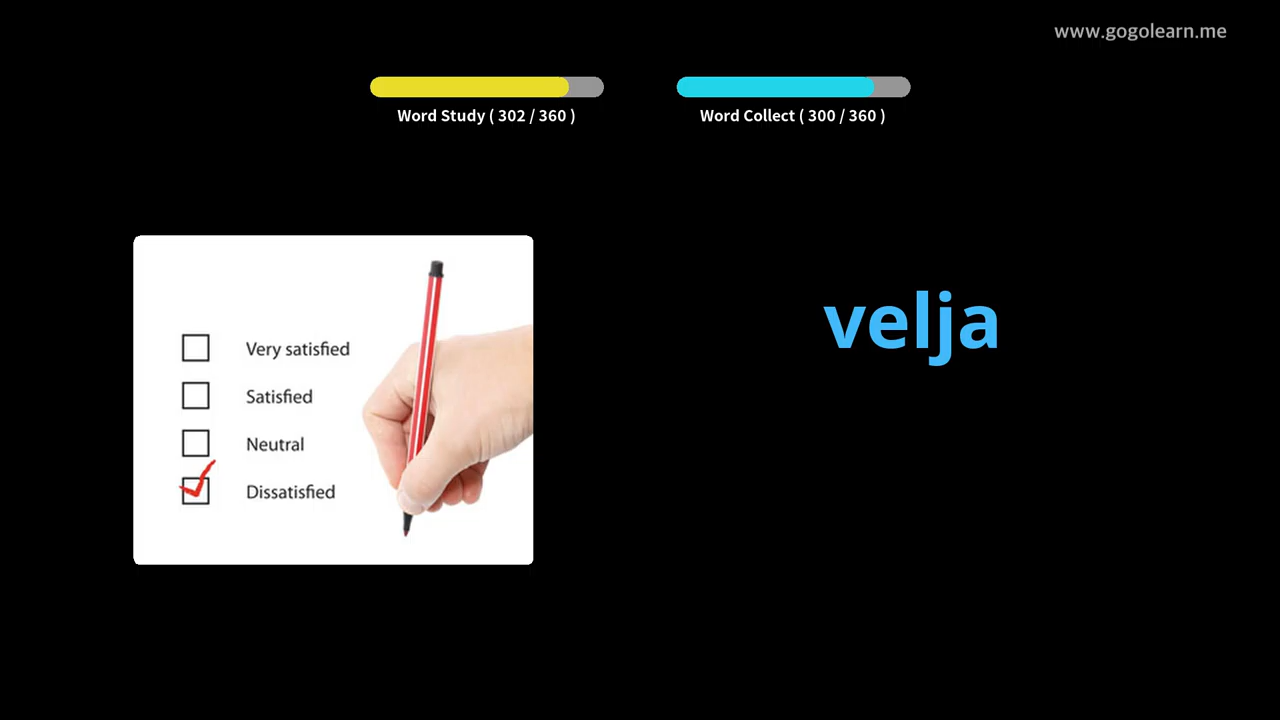 www.gogolearn.me
Word Study ( 302 / 360 )
Word Collect ( 300 / 360 )
velja
Very satisfied
Satisfied
Neutral
Dissatisfied